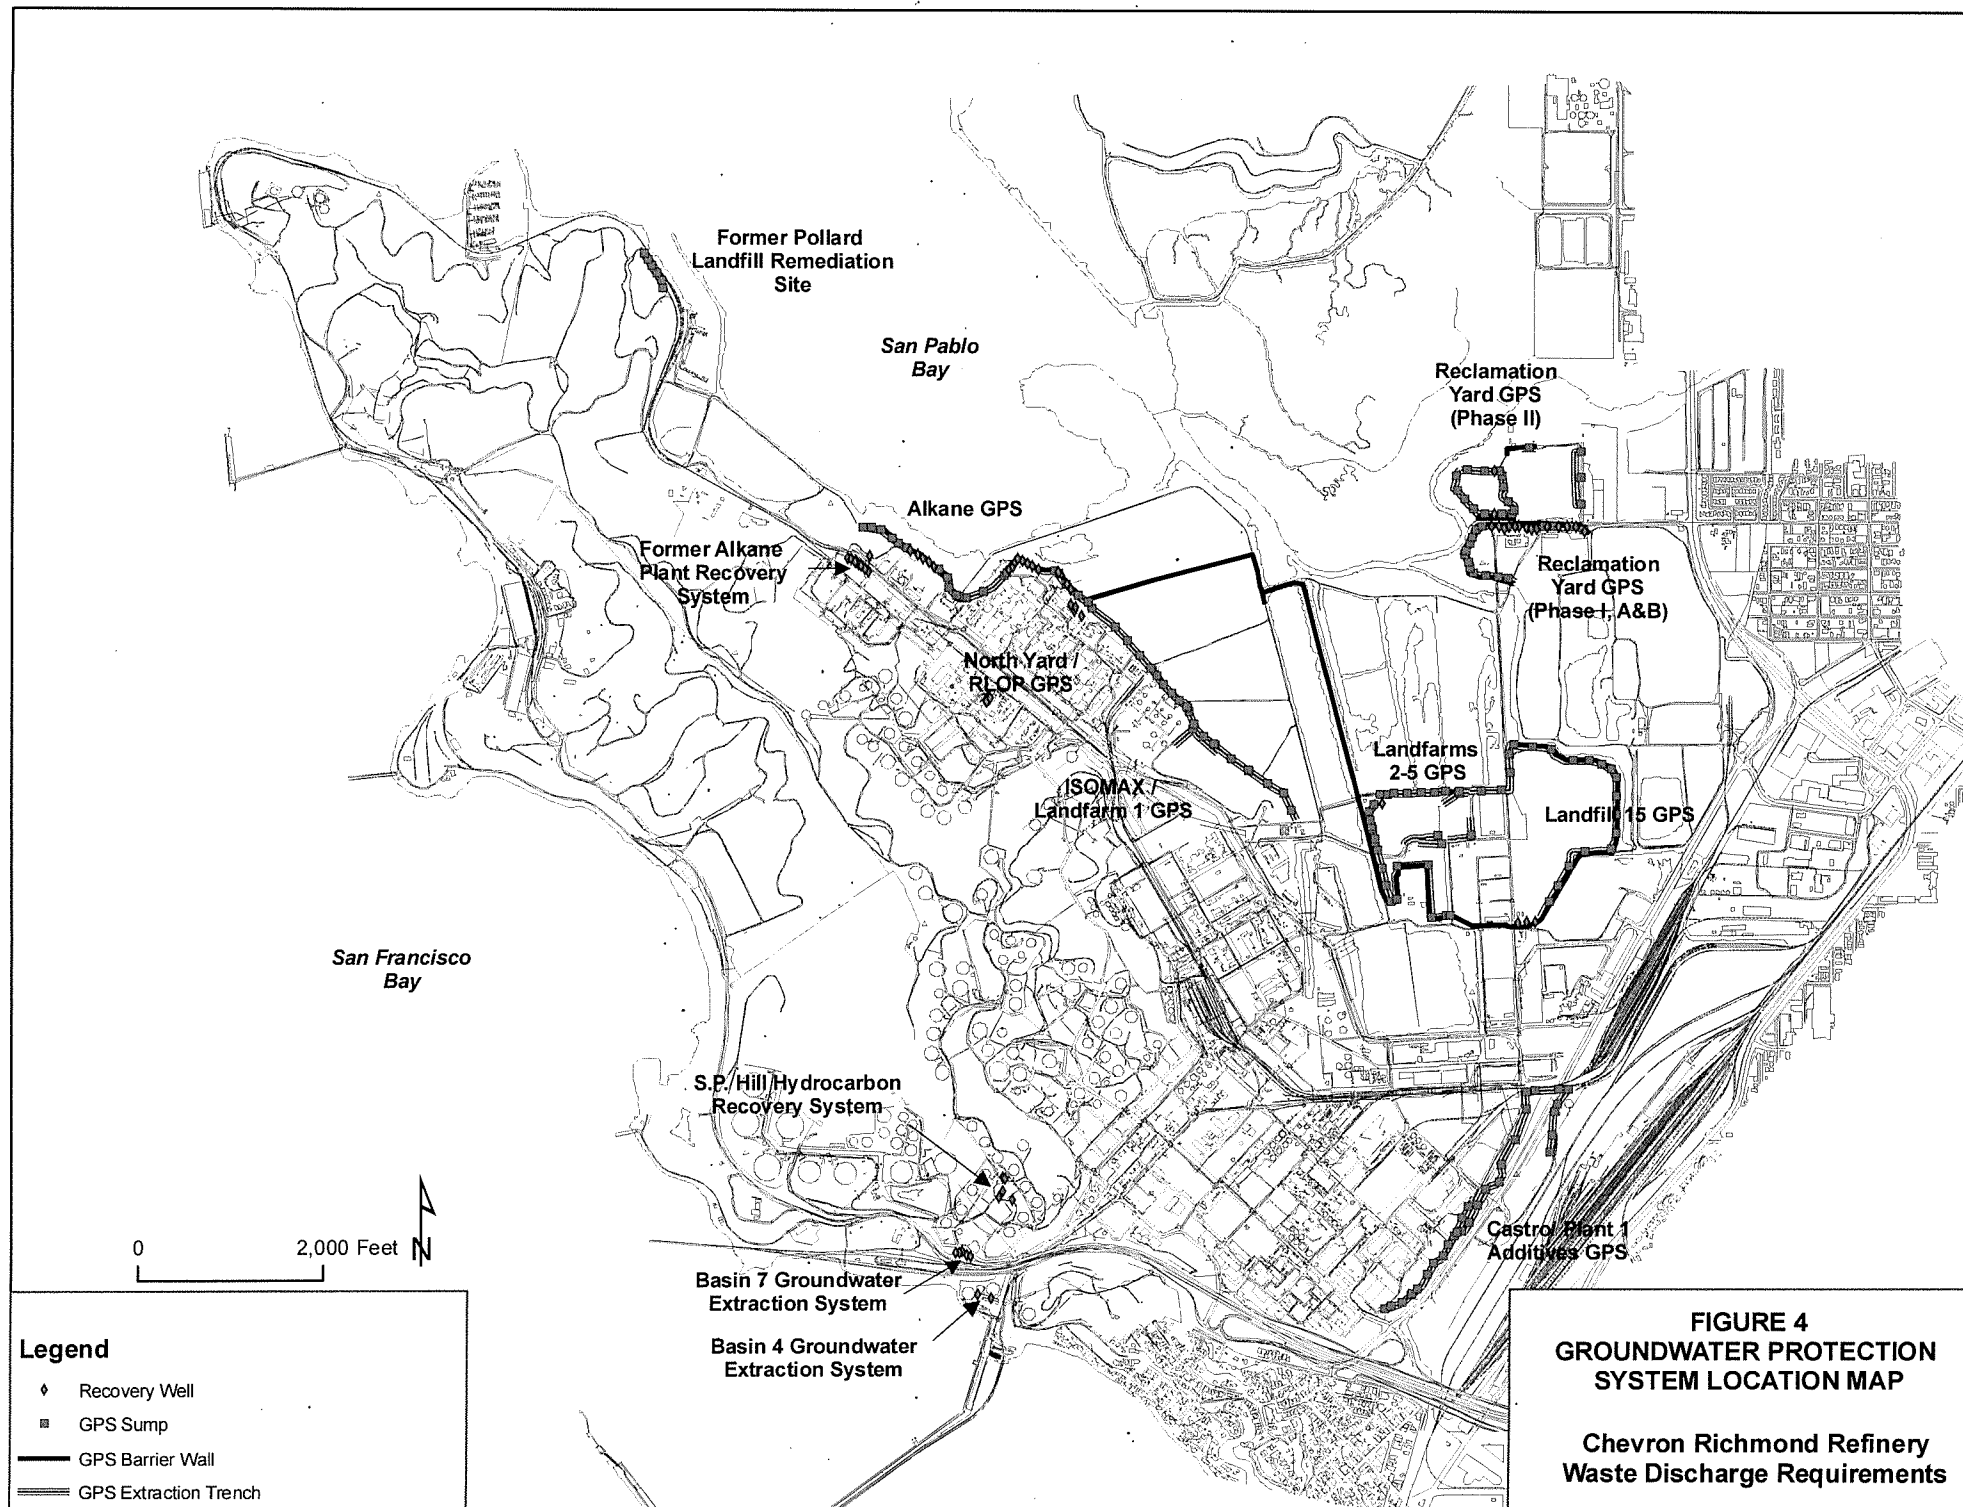 Former Pollard
Landfill Remediation
Site
San Pablo
Bay
Reclamation
Yard GPS
(Phase II)
Alkane GPS
Former Alkane
Plant Recovery
System
Reclamation
Yard GPS
(Phase I, A&B)
North Yard /
RLOP GPS
Landfarms
2-5 GPS
ISOMAX /
Landfarm 1 GPS
Landfill 15 GPS
San Francisco
Bay
S.P. Hill Hydrocarbon
Recovery System
Castrol Plant 1
Additives GPS
0 2,000 Feet N
Basin 7 Groundwater
Extraction System
Basin 4 Groundwater
Extraction System
Legend
Recovery Well
GPS Sump
GPS Barrier Wall
GPS Extraction Trench
FIGURE 4
GROUNDWATER PROTECTION
SYSTEM LOCATION MAP
Chevron Richmond Refinery
Waste Discharge Requirements